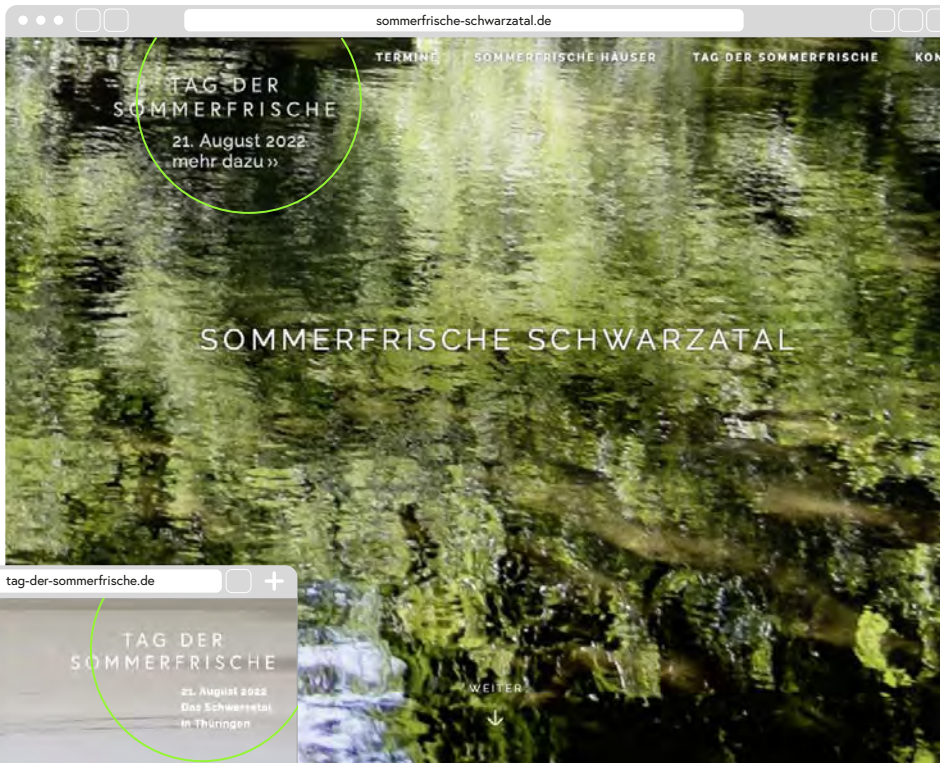 sommerfrische-schwarzatal.de
TERMINE SOMMERFRISCHE HÄUSER TAG DER SOMMERFRISCHE KON
TAG DER
SOMMERFRISCHE
21. August 2022
mehr dazu ››
SOMMERFRISCHE SCHWARZATAL
WEITER
tag-der-sommerfrische.de
TAG DER
SOMMERFRISCHE
21. August 2022
Das Schwarzatal
in Thüringen